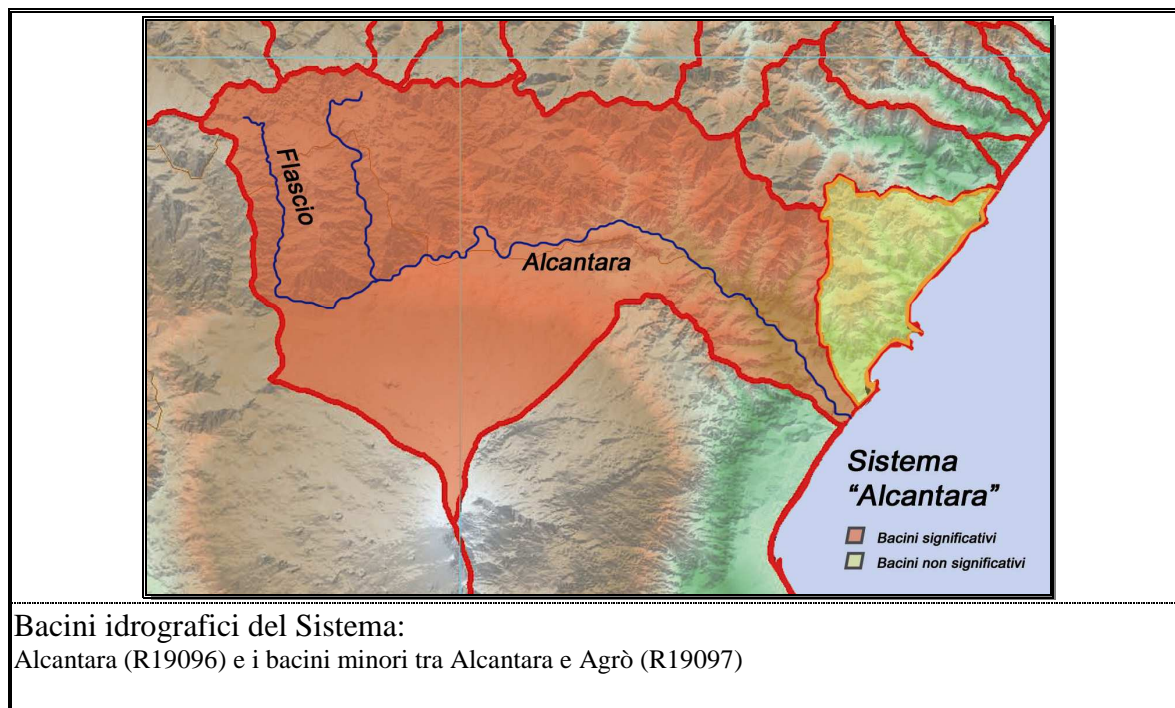 Flascio
Alcantara
Sistema
“Alcantara”
Bacini significativi
Bacini non significativi
Bacini idrografici del Sistema:
Alcantara (R19096) e i bacini minori tra Alcantara e Agrò (R19097)